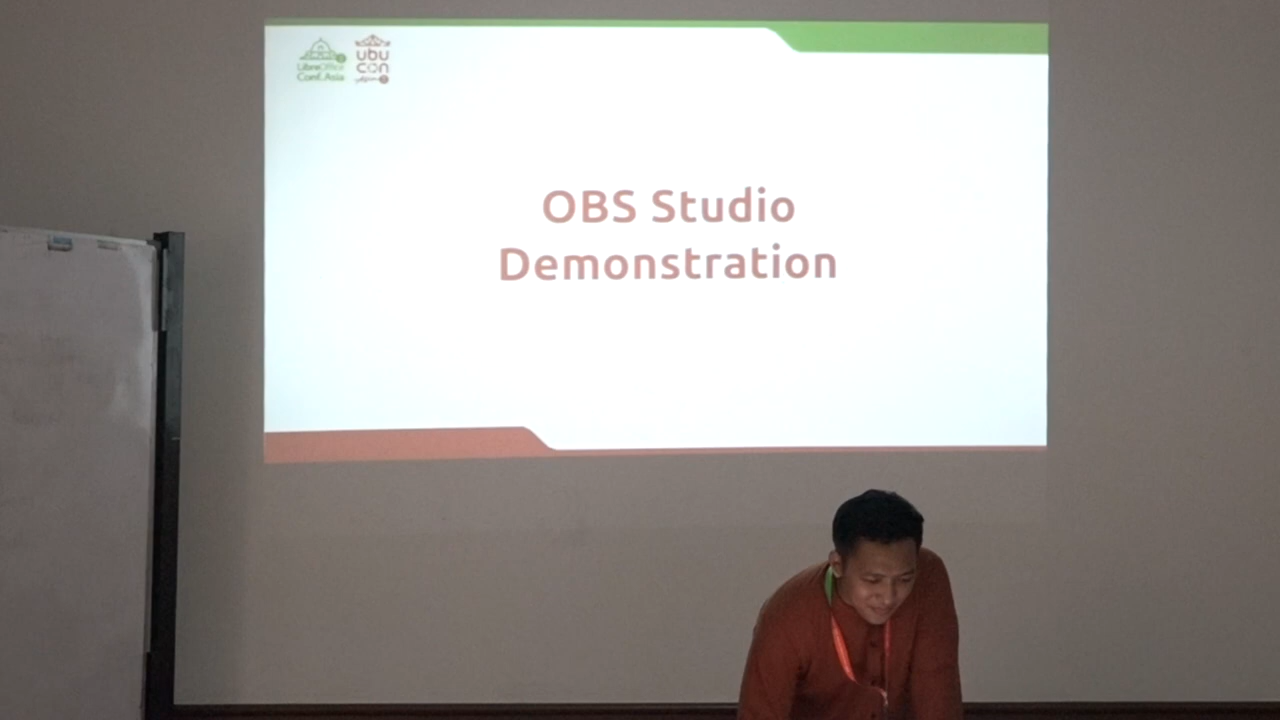 LibreOffice
Conf.Asia
ubu
con
OBS Studio
Demonstration